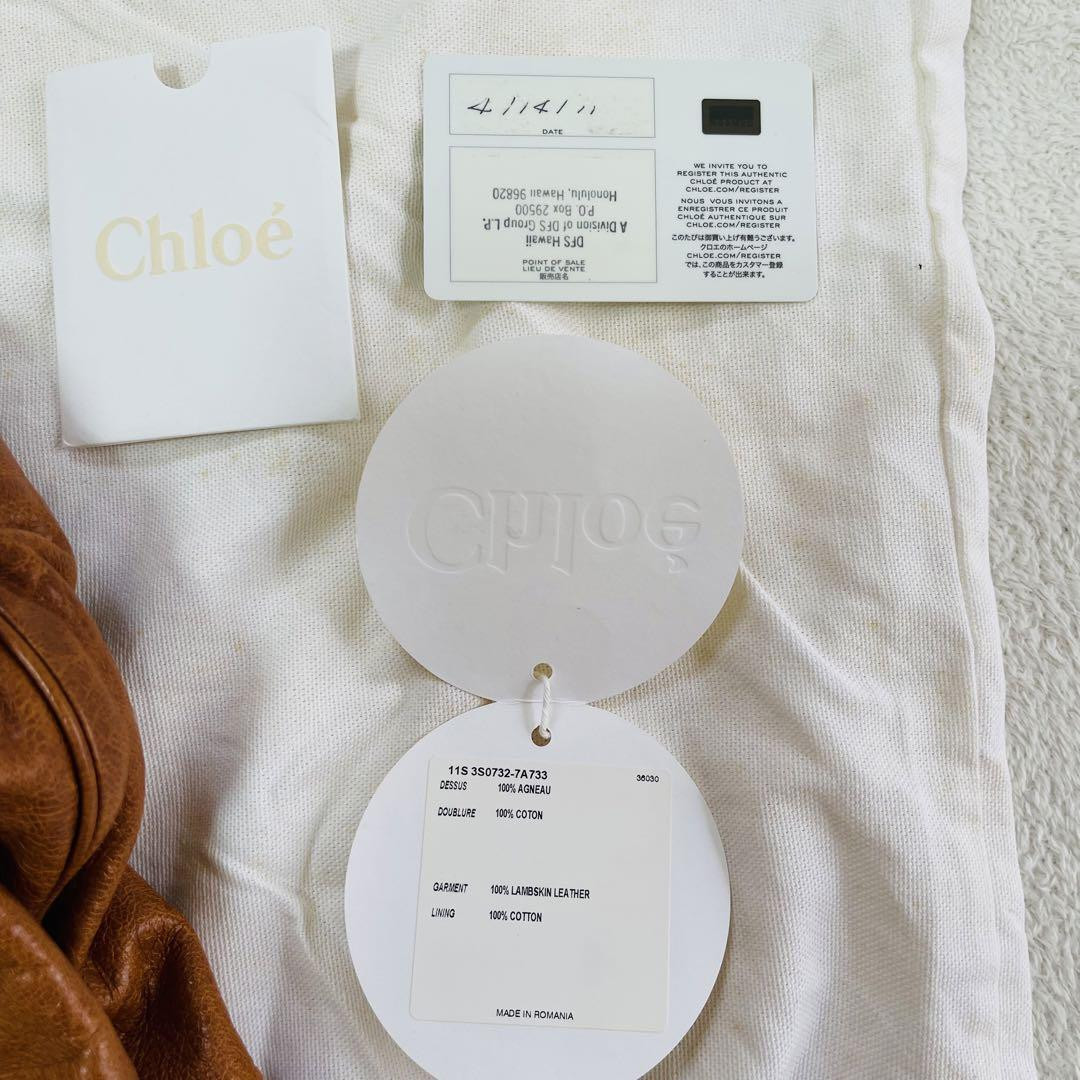 Chloé
4/14/11
DATE
DFS Hawaii
A Division of DFS Group L.P.
P.O. Box 29500
Honolulu, Hawaii 96820
POINT OF SALE
LIEU DE VENTE
販売店名
WE INVITE YOU TO
REGISTER THIS AUTHENTIC
CHLOÉ PRODUCT AT
CHLOE.COM/REGISTER
NOUS VOUS INVITONS A
ENREGISTRER CE PRODUIT
CHLOÉ AUTHENTIQUE SUR
CHLOE.COM/REGISTER
このたびは御買い上げ有難うございます。
クロエのホームページ
CHLOE.COM/REGISTER
では、この商品をカスタマー登録
することが出来ます。
Chloé
11S 3S0732-7A733
36030
DESSUS 100% AGNEAU
DOUBLURE 100% COTON
GARMENT 100% LAMBSKIN LEATHER
LINING 100% COTTON
MADE IN ROMANIA